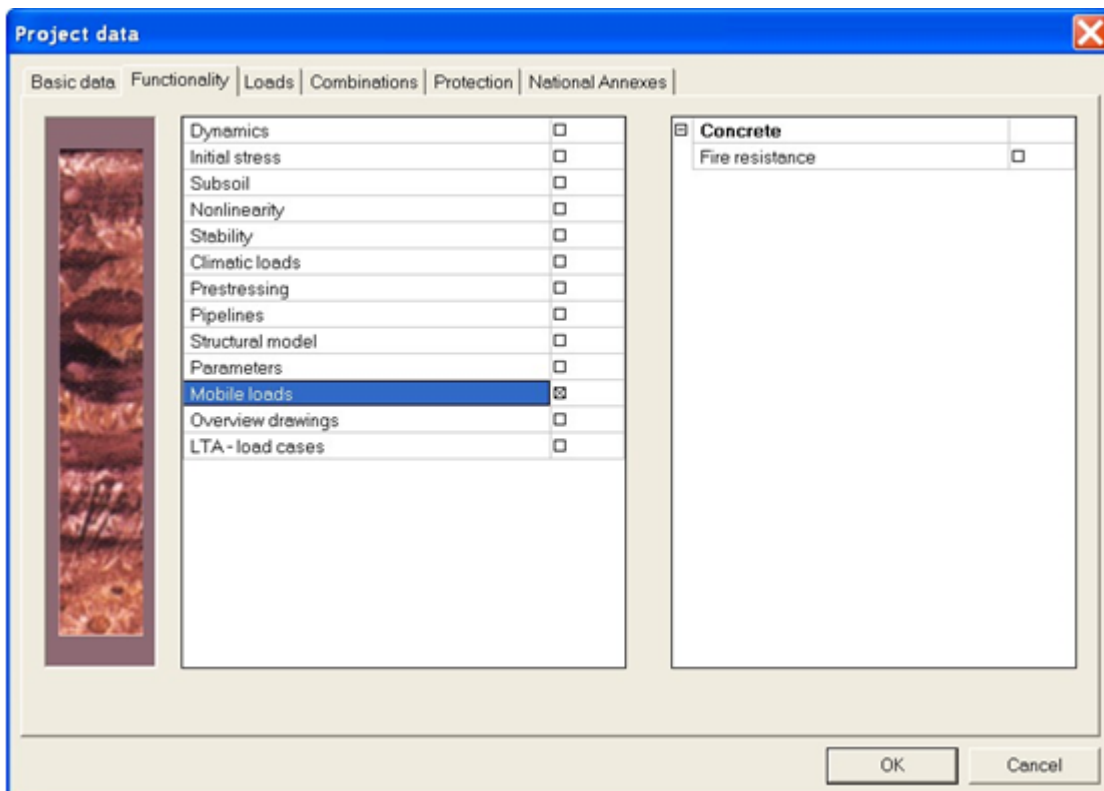 Project data
Basic data Functionality Loads Combinations Protection National Annexes
Dynamics
Initial stress
Subsoil
Nonlinearity
Stability
Climatic loads
Prestressing
Pipelines
Structural model
Parameters
Mobile loads
Overview drawings
LTA - load cases
Concrete
Fire resistance
OK Cancel